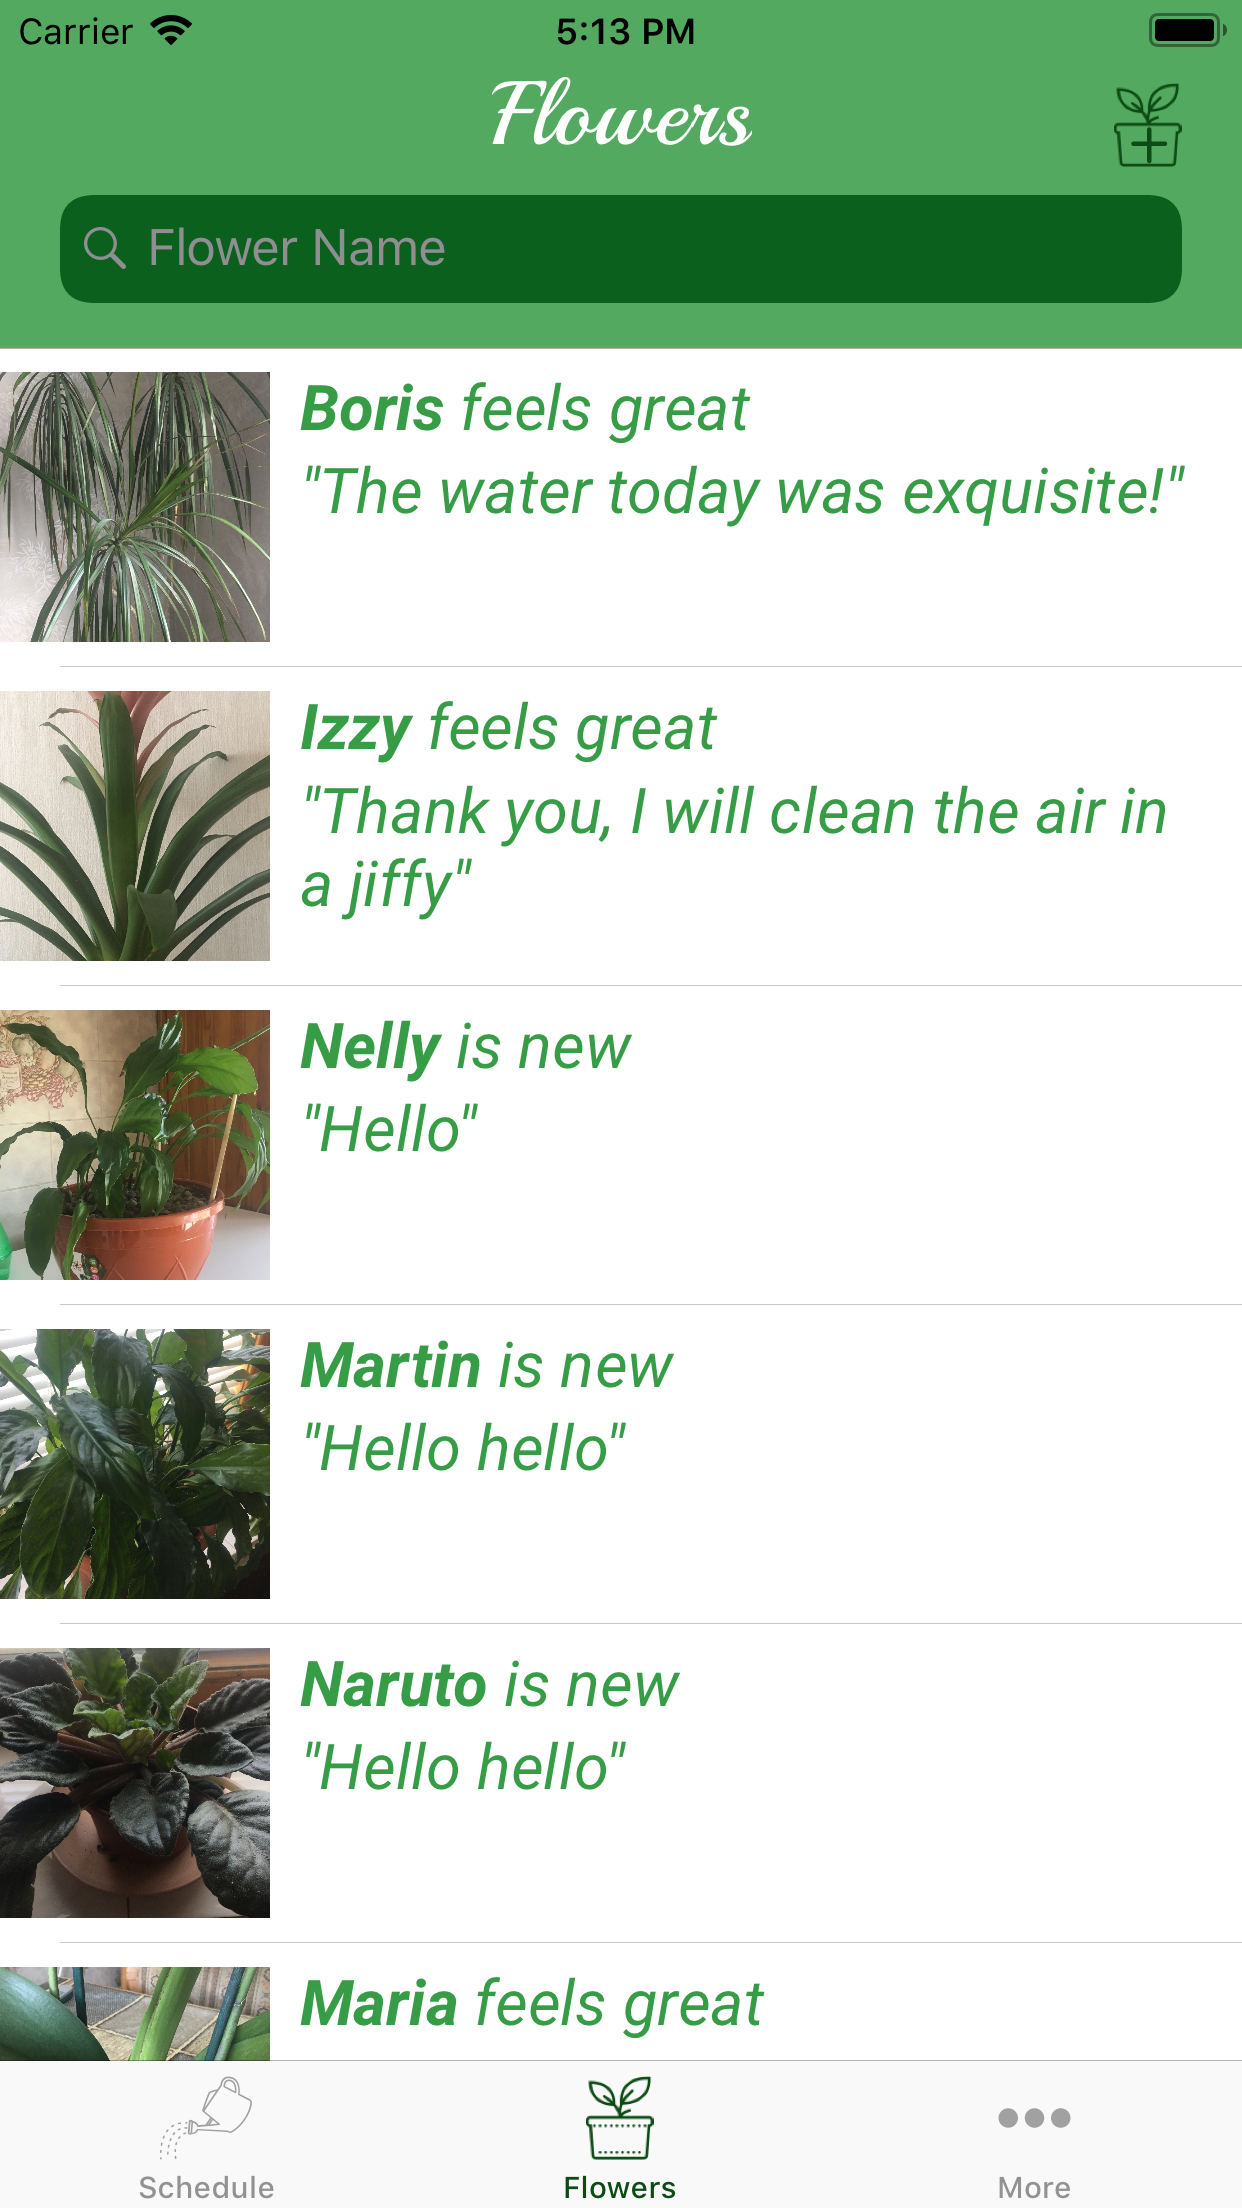 Carrier 5:13 PM
Flowers
Flower Name
Boris feels great
"The water today was exquisite!"
Izzy feels great
"Thank you, I will clean the air in
a jiffy"
Nelly is new
"Hello"
Martin is new
"Hello hello"
Naruto is new
"Hello hello"
Maria feels great
Schedule Flowers More